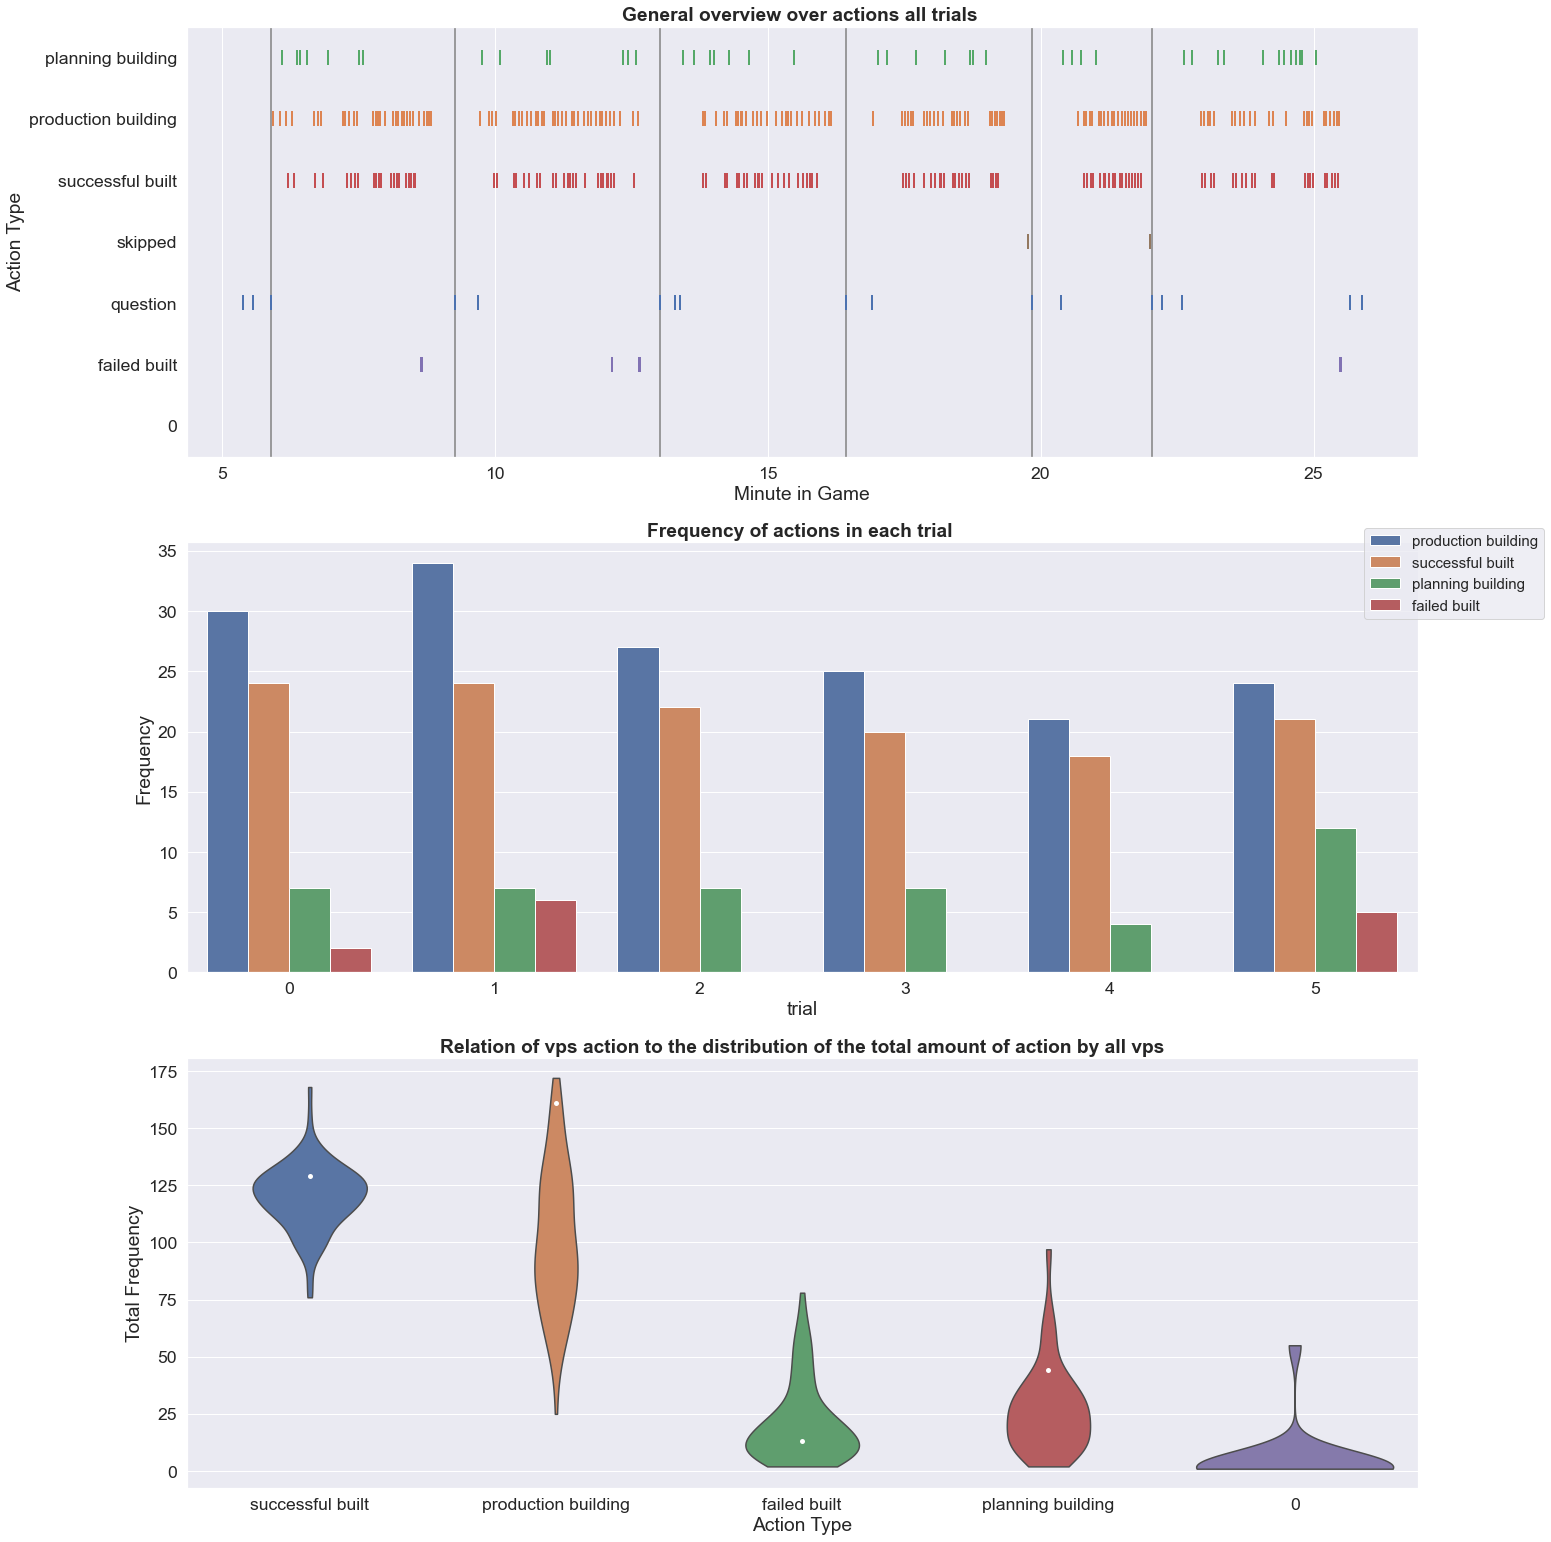 General overview over actions all trials
planning building
production building
successful built
skipped
question
failed built
0
Action Type
5 10 15 20 25
Minute in Game
Frequency of actions in each trial
production building
successful built
planning building
failed built
35
30
25
20
15
10
5
0
Frequency
0 1 2 3 4 5
trial
Relation of vps action to the distribution of the total amount of action by all vps
175
150
125
100
75
50
25
0
Total Frequency
successful built production building failed built planning building 0
Action Type